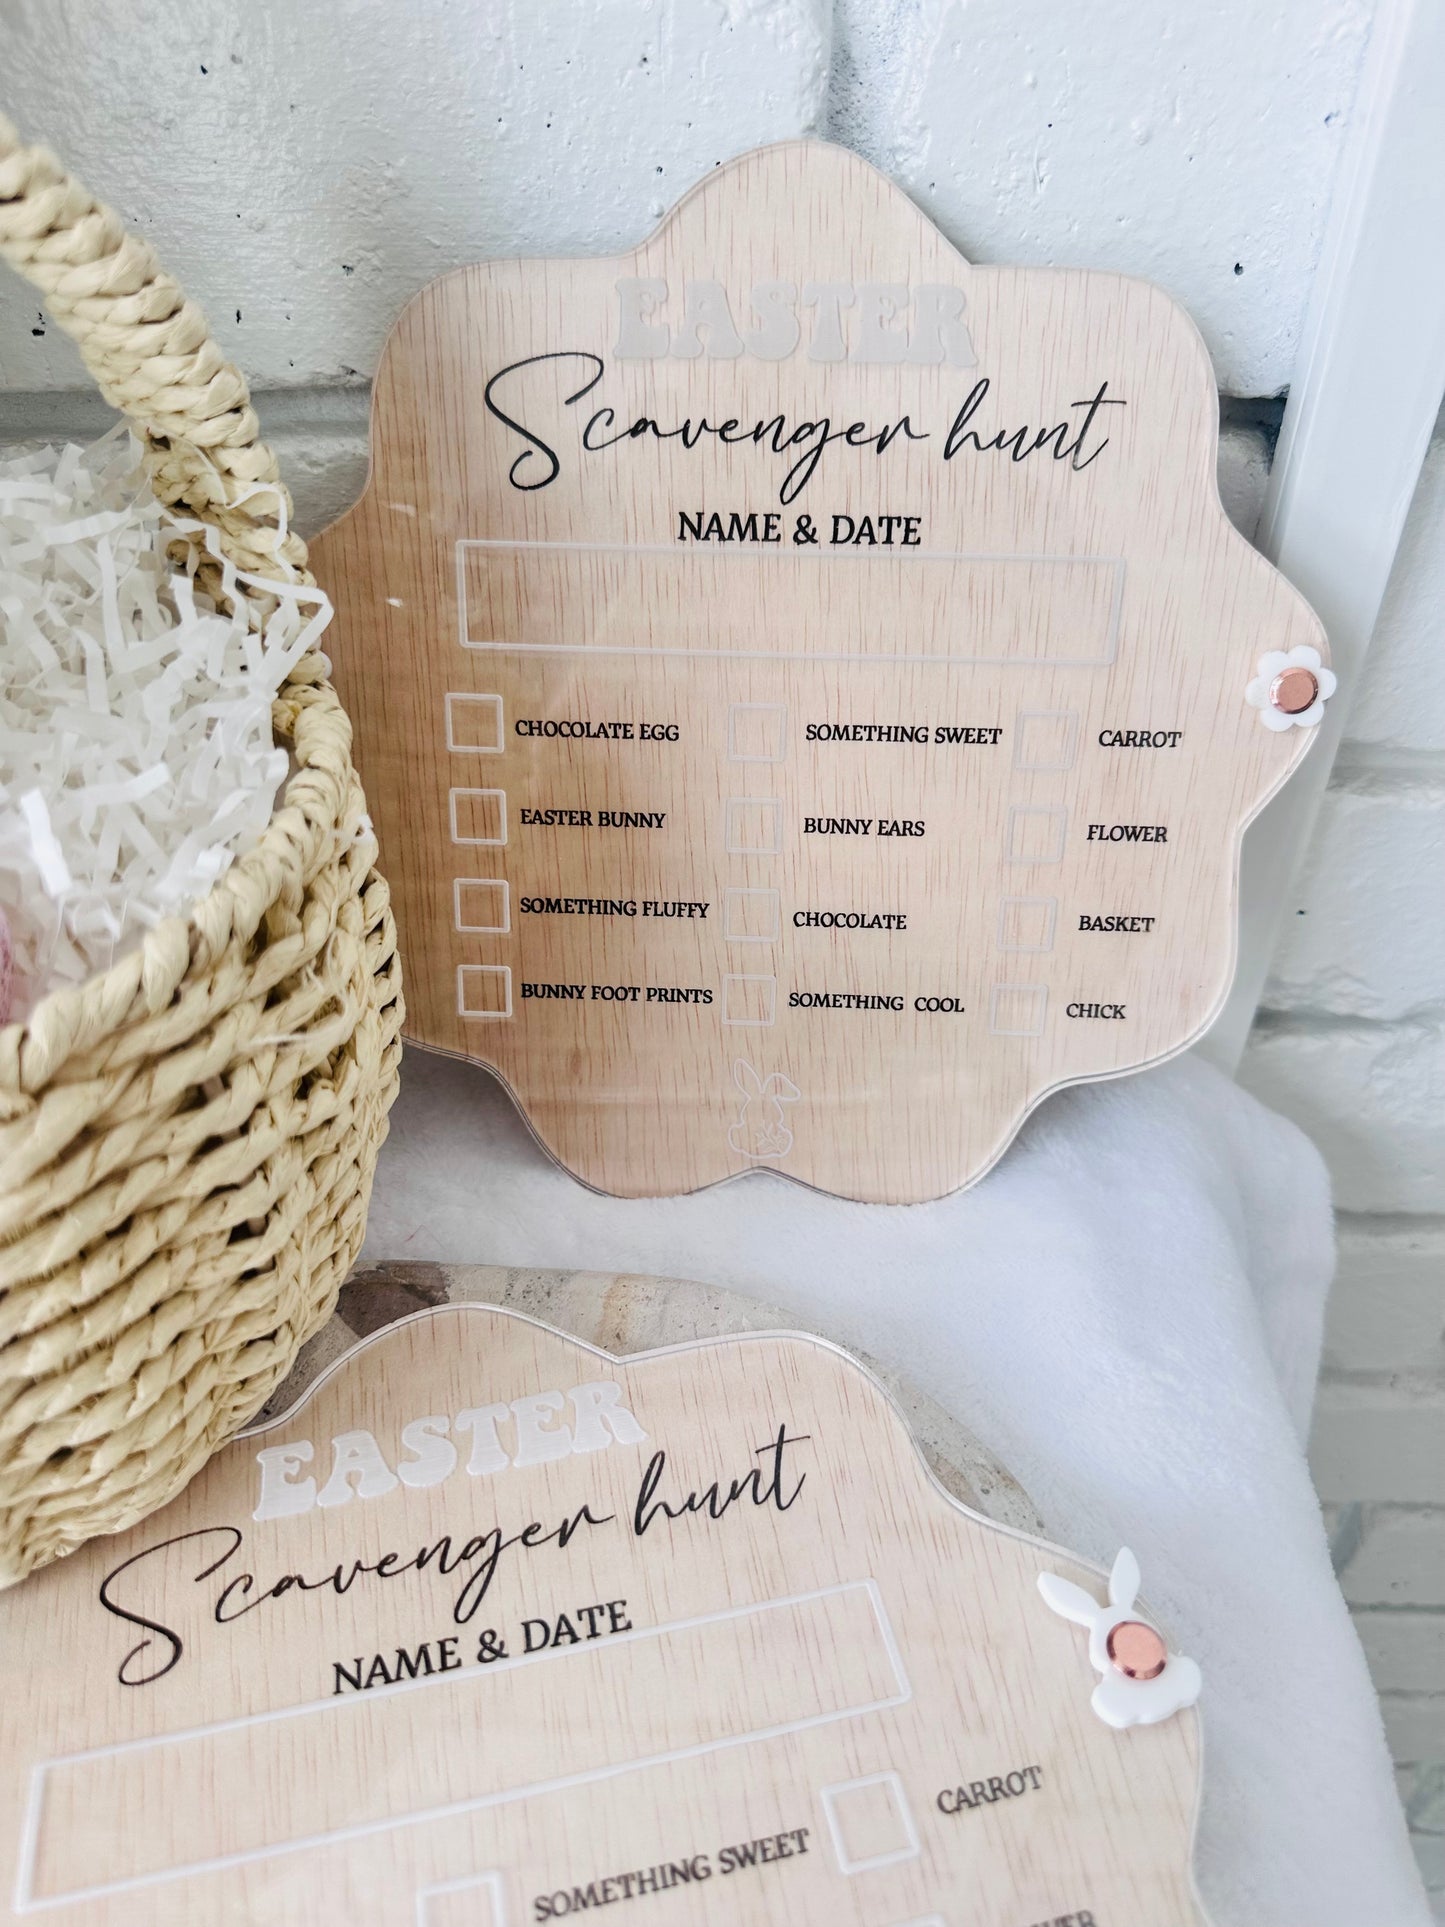 EASTER
Scavenger hunt
NAME & DATE
CHOCOLATE EGG SOMETHING SWEET CARROT
EASTER BUNNY BUNNY EARS FLOWER
SOMETHING FLUFFY CHOCOLATE BASKET
BUNNY FOOT PRINTS SOMETHING COOL CHICK
EASTER
Scavenger hunt
NAME & DATE
SOMETHING SWEET CARROT